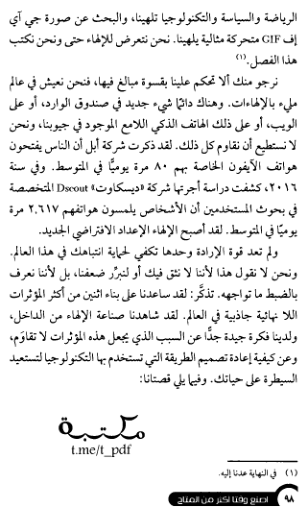 الرياضة والسياسة والتكنولوجيا تلهينا، والبحث عن صورة جي آي
إف GIF متحركة مثالية يلهينا. نحن نتعرض للإلهاء حتى ونحن نكتب
هذا الفصل.(١)
نرجو منك ألا تحكم علينا بقسوة مبالغ فيها، فنحن نعيش في عالم
مليء بالإلهاءات. وهناك دائمًا شيء جديد في صندوق الوارد، أو على
الويب، أو على ذلك الهاتف الذكي اللامع الموجود في جيوبنا، ونحن
لا نستطيع أن نقاوم كل ذلك. لقد ذكرت شركة أبل أن الناس يفتحون
هواتف الآيفون الخاصة بهم ٨٠ مرة يوميًّا في المتوسط. وفي سنة
٢٠١٦، كشفت دراسة أجرتها شركة «ديسكاوت» Dscout المتخصصة
في بحوث المستخدمين أن الأشخاص يلمسون هواتفهم ٢.٦١٧ مرة
يوميًّا في المتوسط. لقد أصبح الإلهاء الإعداد الافتراضي الجديد.
ولم تعد قوة الإرادة وحدها تكفي لحماية انتباهك في هذا العالم.
ونحن لا نقول هذا لأننا لا نثق فيك أو لنبرِّر ضعفنا، بل لأننا نعرف
بالضبط ما تواجهه. تذكَّر: لقد ساعدنا على بناء اثنين من أكثر المؤثرات
اللا نهائية جاذبية في العالم. لقد شاهدنا صناعة الإلهاء من الداخل،
ولدينا فكرة جيدة جدًّا عن السبب الذي يجعل هذه المؤثرات لا تقاوَم،
وعن كيفية إعادة تصميم الطريقة التي تستخدم بها التكنولوجيا لتستعيد
السيطرة على حياتك. وفيما يلي قصتانا:
مكتبة
t.me/t_pdf
(١) في النهاية عدنا إليه.
٩٨ اصنع وقتا أكثر من المتاح